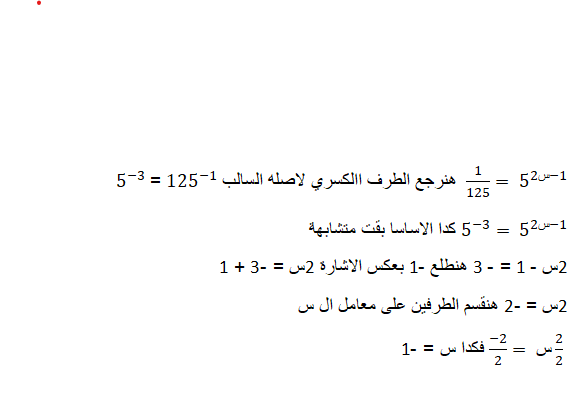 5^{2س−1} = \frac{1}{125} هنرجع الطرف االكسري لاصله السالب 125^{−1} = 5^{−3}
5^{2س−1} = 5^{−3} كدا الاساسا بقت متشابهة
2س - 1 = - 3 هنطلع -1 بعكس الاشارة 2س = -3 + 1
2س = -2 هنقسم الطرفين على معامل ال س
\frac{2}{2}س = \frac{−2}{2} فكدا س = -1